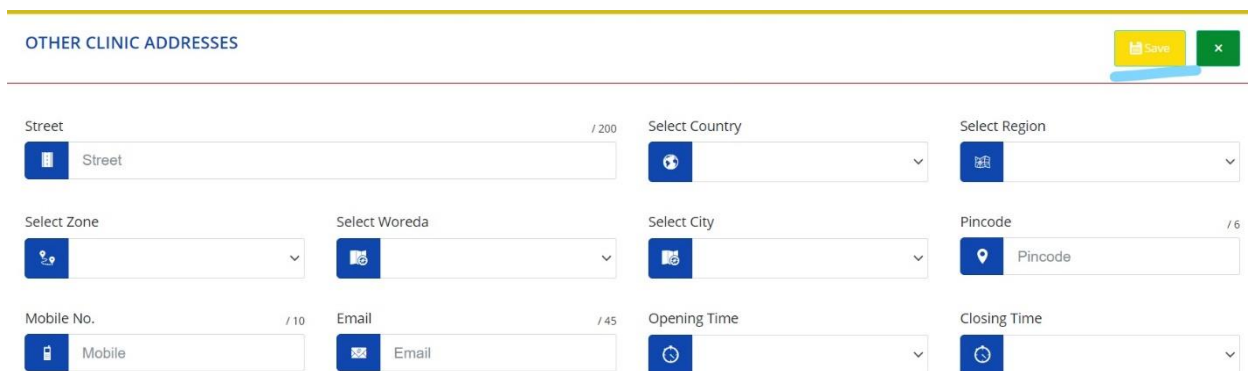 OTHER CLINIC ADDRESSES
Save ×
Street / 200 Select Country Select Region
Street
Select Zone Select Woreda Select City Pincode / 6
Pincode
Mobile No. / 10 Email / 45 Opening Time Closing Time
Mobile Email